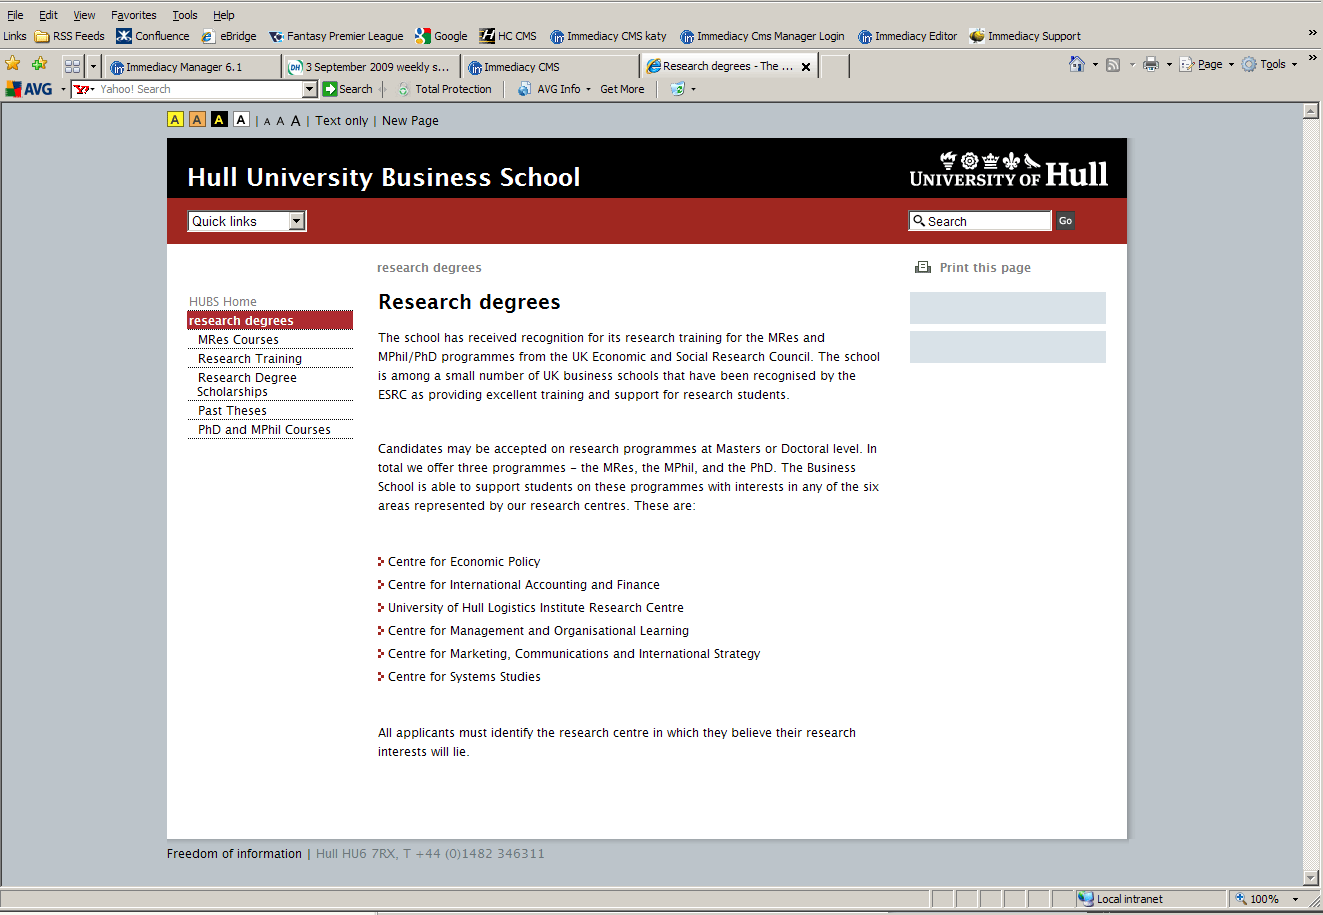 File Edit View Favorites Tools Help
Links RSS Feeds Confluence eBridge Fantasy Premier League Google HC CMS Immediacy CMS katy Immediacy Cms Manager Login Immediacy Editor Immediacy Support »
Immediacy Manager 6.1 3 September 2009 weekly s... Immediacy CMS Research degrees - The ... Page Tools »
AVG Yahoo! Search Search Total Protection AVG Info Get More
A A A A | A A A | Text only | New Page
Hull University Business School UNIVERSITY OF Hull
Quick links Search Go
research degrees Print this page
HUBS Home
research degrees
MRes Courses
Research Training
Research Degree
Scholarships
Past Theses
PhD and MPhil Courses
Research degrees
The school has received recognition for its research training for the MRes and
MPhil/PhD programmes from the UK Economic and Social Research Council. The school
is among a small number of UK business schools that have been recognised by the
ESRC as providing excellent training and support for research students.
Candidates may be accepted on research programmes at Masters or Doctoral level. In
total we offer three programmes – the MRes, the MPhil, and the PhD. The Business
School is able to support students on these programmes with interests in any of the six
areas represented by our research centres. These are:
Centre for Economic Policy
Centre for International Accounting and Finance
University of Hull Logistics Institute Research Centre
Centre for Management and Organisational Learning
Centre for Marketing, Communications and International Strategy
Centre for Systems Studies
All applicants must identify the research centre in which they believe their research
interests will lie.
Freedom of information | Hull HU6 7RX, T +44 (0)1482 346311
Local intranet 100%